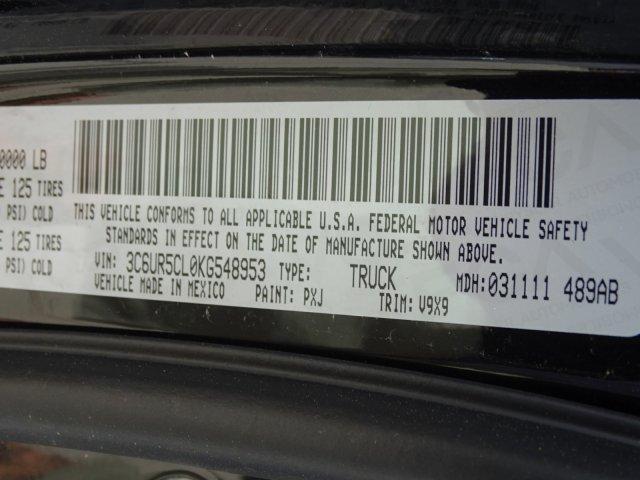 0000 LB
E 125 TIRES
PSI) COLD
E 125 TIRES
PSI) COLD
THIS VEHICLE CONFORMS TO ALL APPLICABLE U.S.A. FEDERAL MOTOR VEHICLE SAFETY
STANDARDS IN EFFECT ON THE DATE OF MANUFACTURE SHOWN ABOVE.
VIN: 3C6UR5CL0KG548953 TYPE: TRUCK MDH: 031111 489AB
VEHICLE MADE IN MEXICO PAINT: PXJ TRIM: V9X9